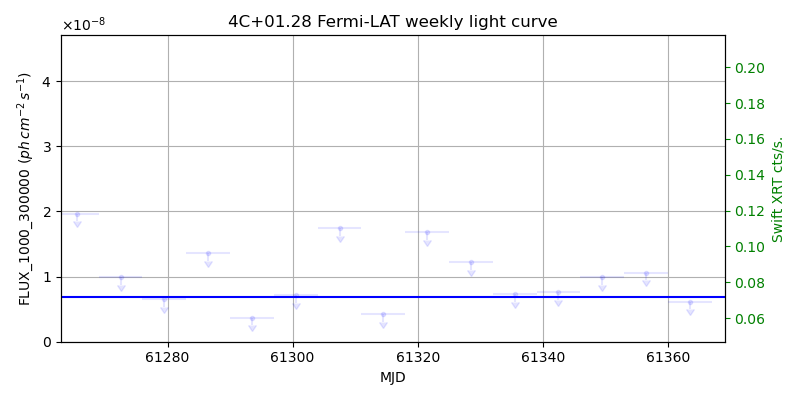 4C+01.28 Fermi-LAT weekly light curve
×10⁻⁸
FLUX_1000_300000 (ph cm⁻² s⁻¹)
4
3
2
1
0
0.20
0.18
0.16
0.14
0.12
0.10
0.08
0.06
Swift XRT cts/s.
61280 61300 61320 61340 61360
MJD